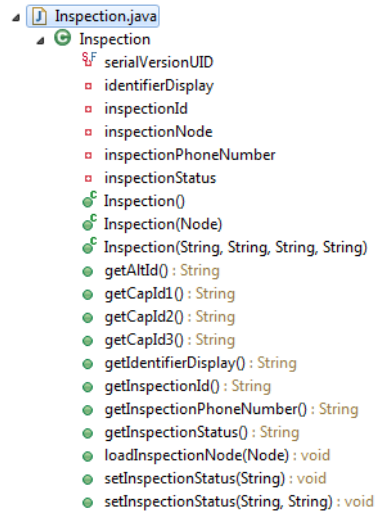 Inspection.java
Inspection
serialVersionUID
identifierDisplay
inspectionId
inspectionNode
inspectionPhoneNumber
inspectionStatus
Inspection()
Inspection(Node)
Inspection(String, String, String, String)
getAltId() : String
getCapId1() : String
getCapId2() : String
getCapId3() : String
getIdentifierDisplay() : String
getInspectionId() : String
getInspectionPhoneNumber() : String
getInspectionStatus() : String
loadInspectionNode(Node) : void
setInspectionStatus(String) : void
setInspectionStatus(String, String) : void